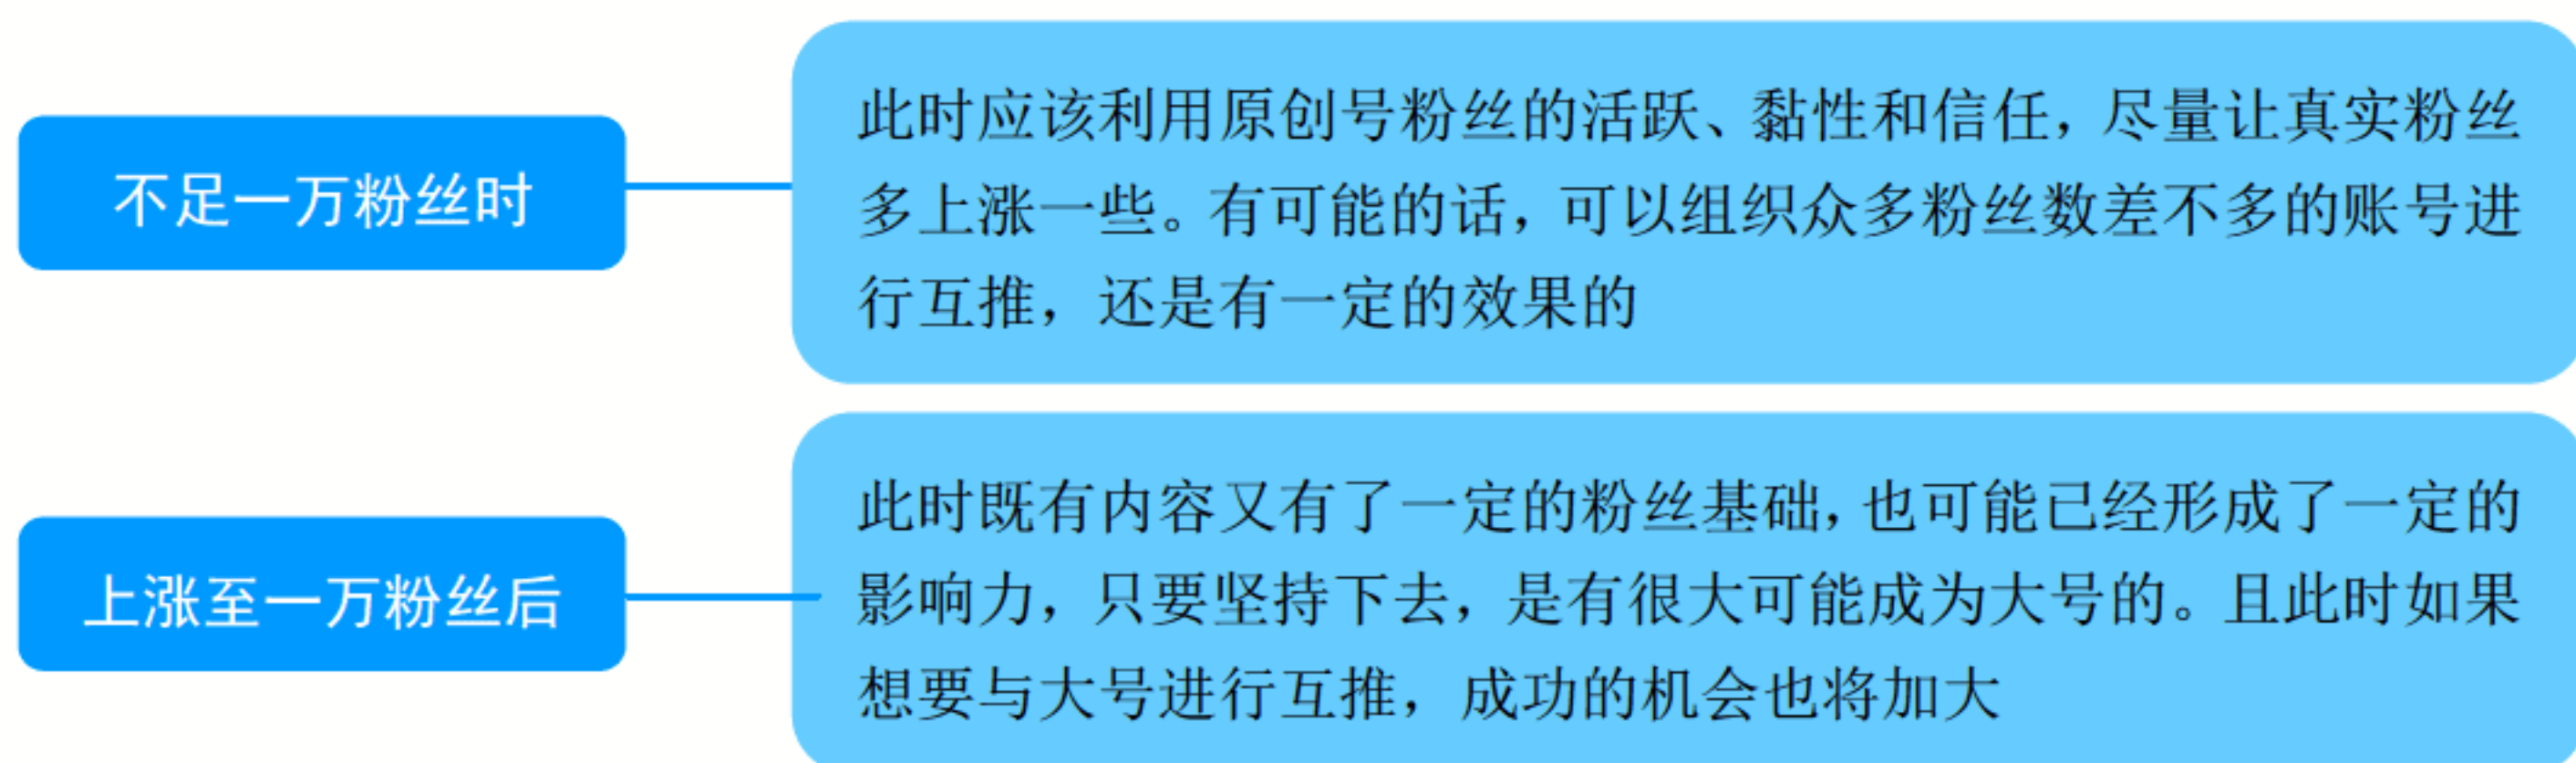 不足一万粉丝时
此时应该利用原创号粉丝的活跃、黏性和信任，尽量让真实粉丝
多上涨一些。有可能的话，可以组织众多粉丝数差不多的账号进
行互推，还是有一定的效果的
上涨至一万粉丝后
此时既有内容又有了一定的粉丝基础，也可能已经形成了一定的
影响力，只要坚持下去，是有很大可能成为大号的。且此时如果
想要与大号进行互推，成功的机会也将加大